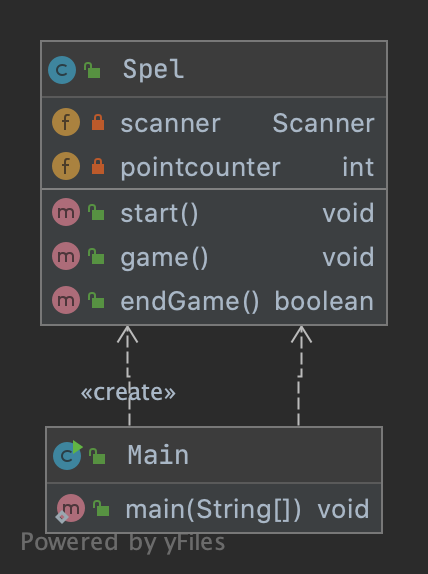 C Spel
f scanner Scanner
f pointcounter int
m start() void
m game() void
m endGame() boolean
«create»
C Main
m main(String[]) void
Powered by yFiles